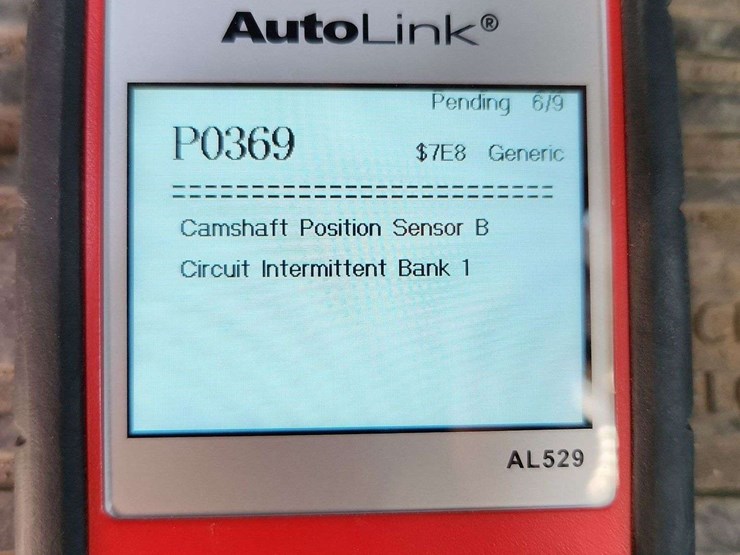 AutoLink®
Pending 6/9
P0369 $7E8 Generic
====================================
Camshaft Position Sensor B
Circuit Intermittent Bank 1
AL529